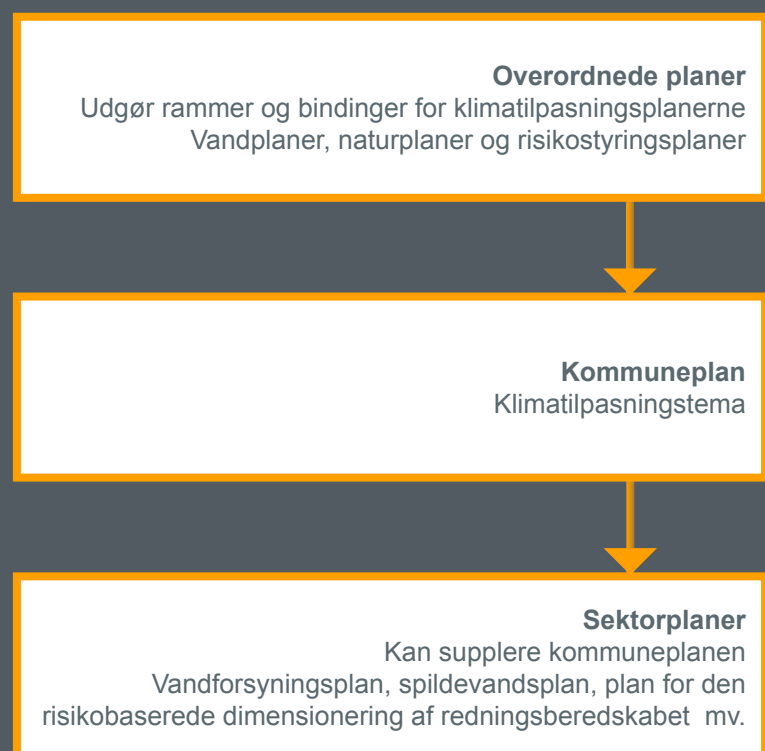 Overordnede planer
Udgør rammer og bindinger for klimatilpasningsplanerne
Vandplaner, naturplaner og risikostyringsplaner
Kommuneplan
Klimatilpasningstema
Sektorplaner
Kan supplere kommuneplanen
Vandforsyningsplan, spildevandsplan, plan for den
risikobaserede dimensionering af redningsberedskabet mv.